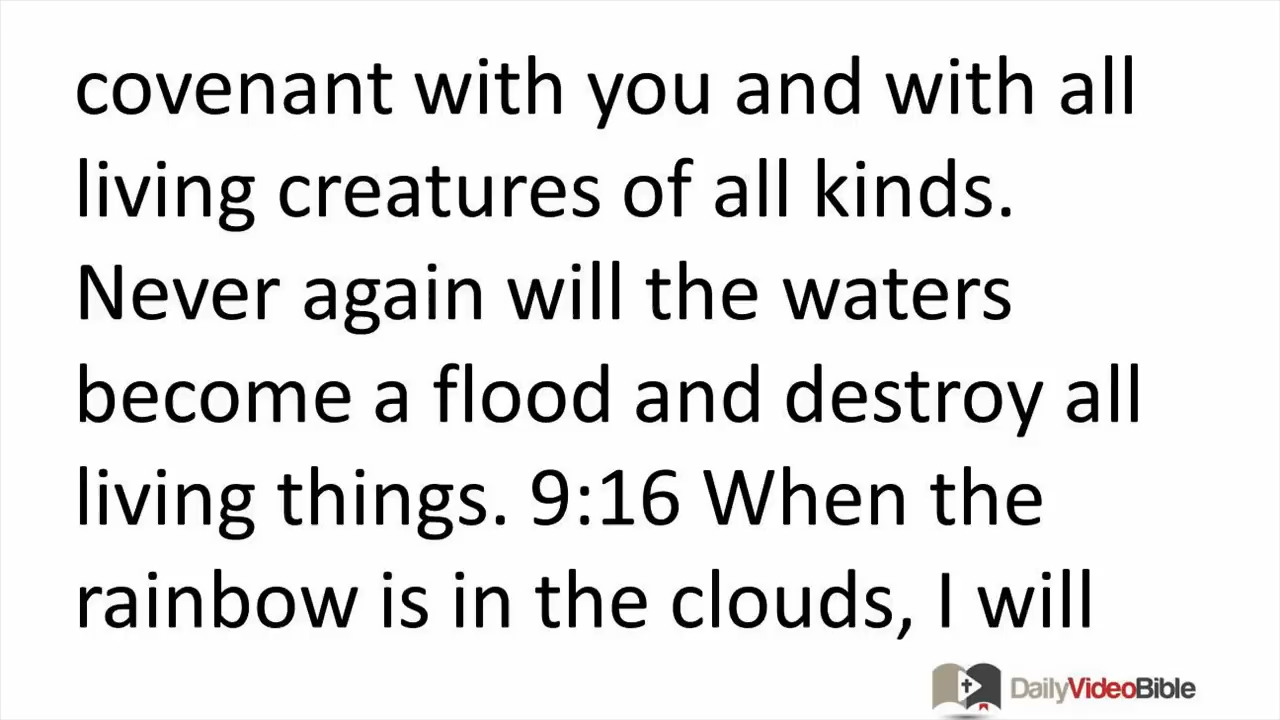 covenant with you and with all
living creatures of all kinds.
Never again will the waters
become a flood and destroy all
living things. 9:16 When the
rainbow is in the clouds, I will
DailyVideoBible